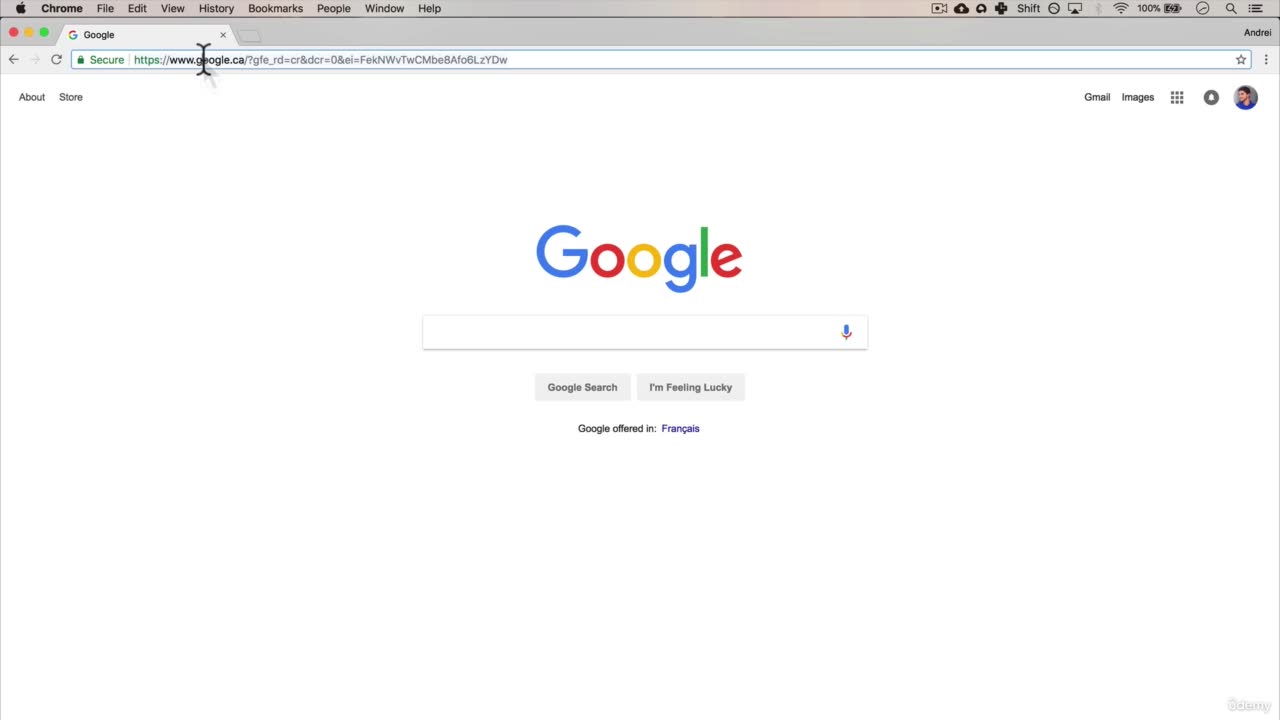 Chrome File Edit View History Bookmarks People Window Help Shift 100%
Google Andrei
Secure https://www.google.ca/?gfe_rd=cr&dcr=0&ei=FekNWvTwCMbe8Afo6LzYDw
About Store Gmail Images
Google
Google Search I'm Feeling Lucky
Google offered in: Français
ûdemy